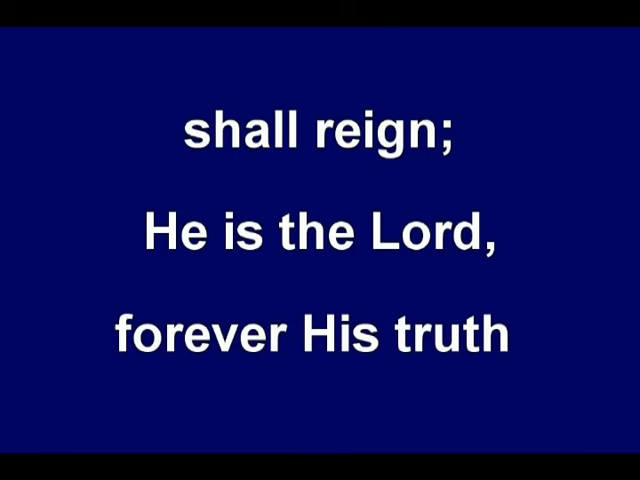 shall reign;
He is the Lord,
forever His truth